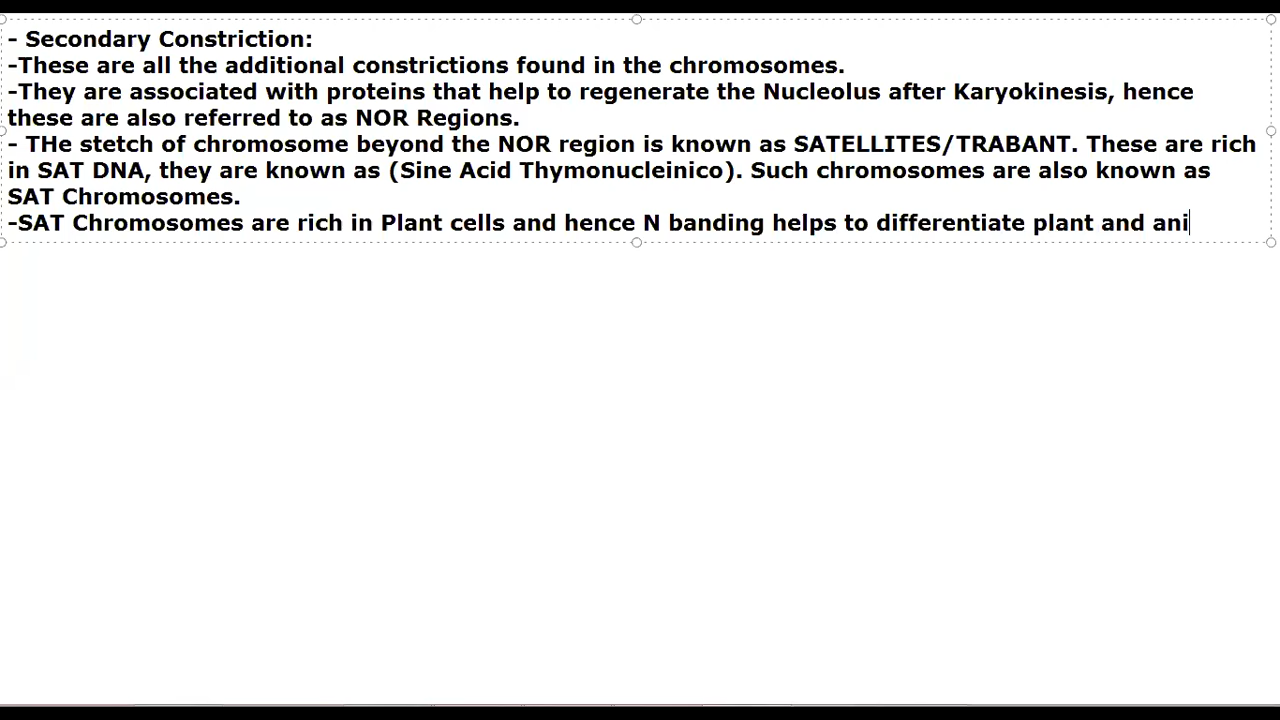 - Secondary Constriction:
-These are all the additional constrictions found in the chromosomes.
-They are associated with proteins that help to regenerate the Nucleolus after Karyokinesis, hence
these are also referred to as NOR Regions.
- THe stetch of chromosome beyond the NOR region is known as SATELLITES/TRABANT. These are rich
in SAT DNA, they are known as (Sine Acid Thymonucleinico). Such chromosomes are also known as
SAT Chromosomes.
-SAT Chromosomes are rich in Plant cells and hence N banding helps to differentiate plant and ani